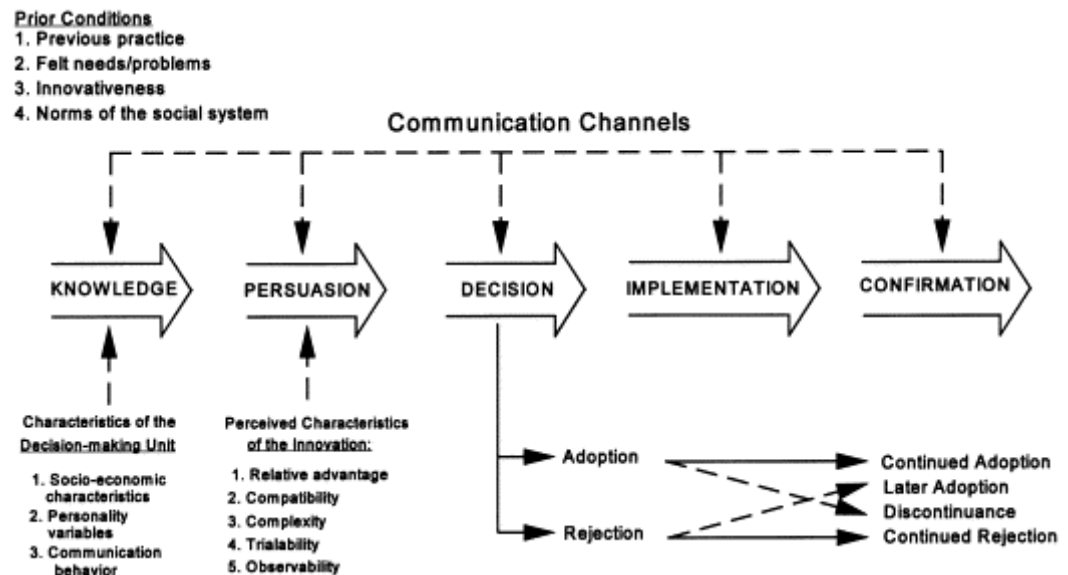 Prior Conditions
1. Previous practice
2. Felt needs/problems
3. Innovativeness
4. Norms of the social system
Communication Channels
KNOWLEDGE
PERSUASION
DECISION
IMPLEMENTATION
CONFIRMATION
Characteristics of the
Decision-making Unit
1. Socio-economic
characteristics
2. Personality
variables
3. Communication
behavior
Perceived Characteristics
of the Innovation:
1. Relative advantage
2. Compatibility
3. Complexity
4. Trialability
5. Observability
Adoption
Rejection
Continued Adoption
Later Adoption
Discontinuance
Continued Rejection